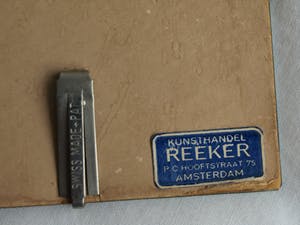 SWISS MADE + PAT.
KUNSTHANDEL
REEKER
P.C. HOOFTSTRAAT 75
AMSTERDAM